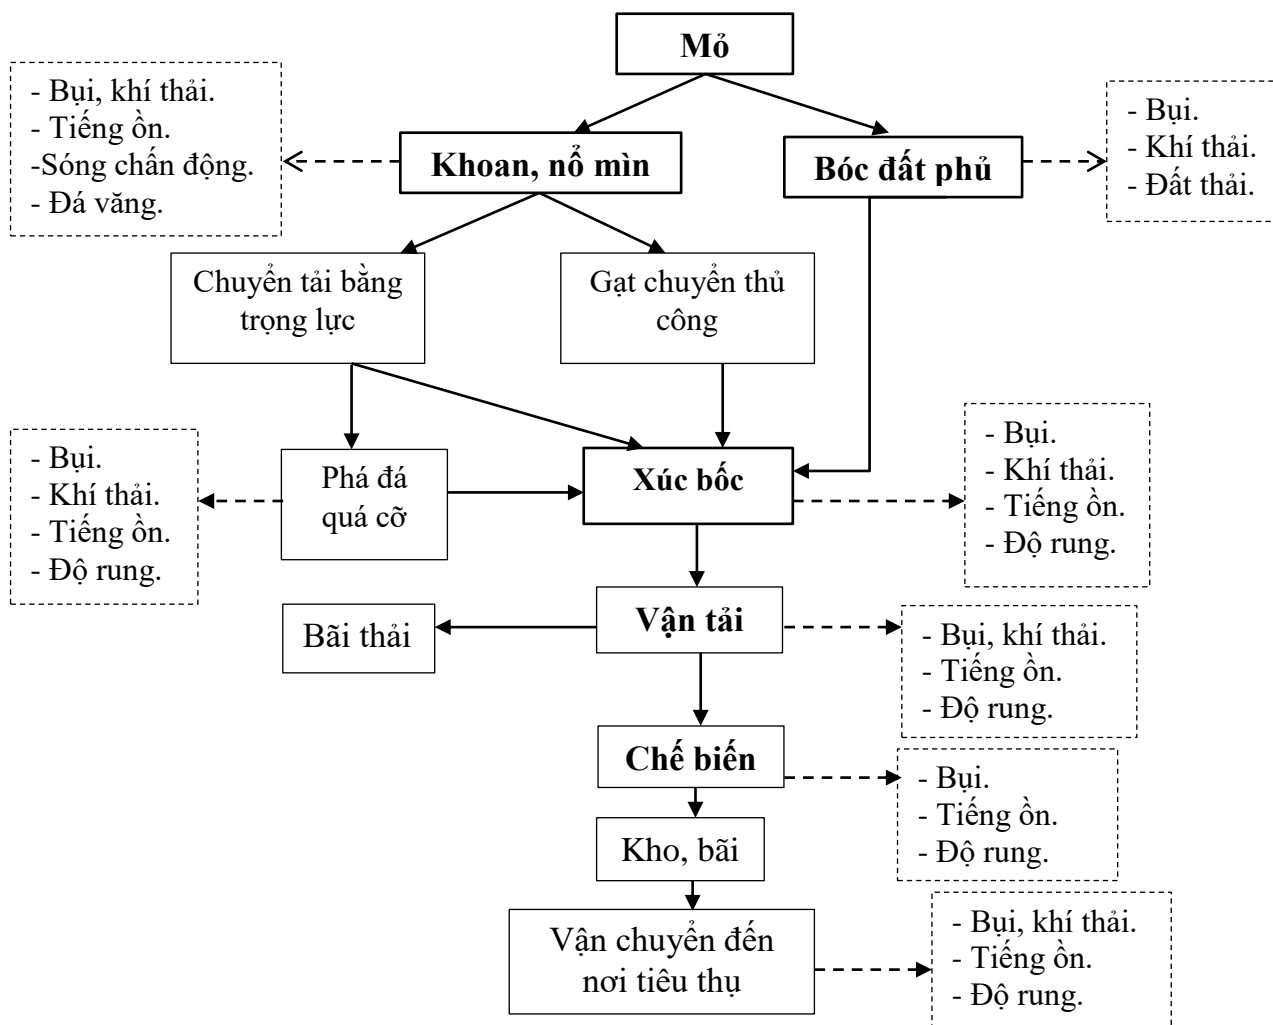 Mỏ
- Bụi, khí thải.
- Tiếng ồn.
-Sóng chấn động.
- Đá văng.
Khoan, nổ mìn
Bóc đất phủ
- Bụi.
- Khí thải.
- Đất thải.
Chuyển tải bằng
trọng lực
Gạt chuyển thủ
công
- Bụi.
- Khí thải.
- Tiếng ồn.
- Độ rung.
Phá đá
quá cỡ
Xúc bốc
- Bụi.
- Khí thải.
- Tiếng ồn.
- Độ rung.
Bãi thải
Vận tải
- Bụi, khí thải.
- Tiếng ồn.
- Độ rung.
Chế biến
- Bụi.
- Tiếng ồn.
- Độ rung.
Kho, bãi
Vận chuyển đến
nơi tiêu thụ
- Bụi, khí thải.
- Tiếng ồn.
- Độ rung.